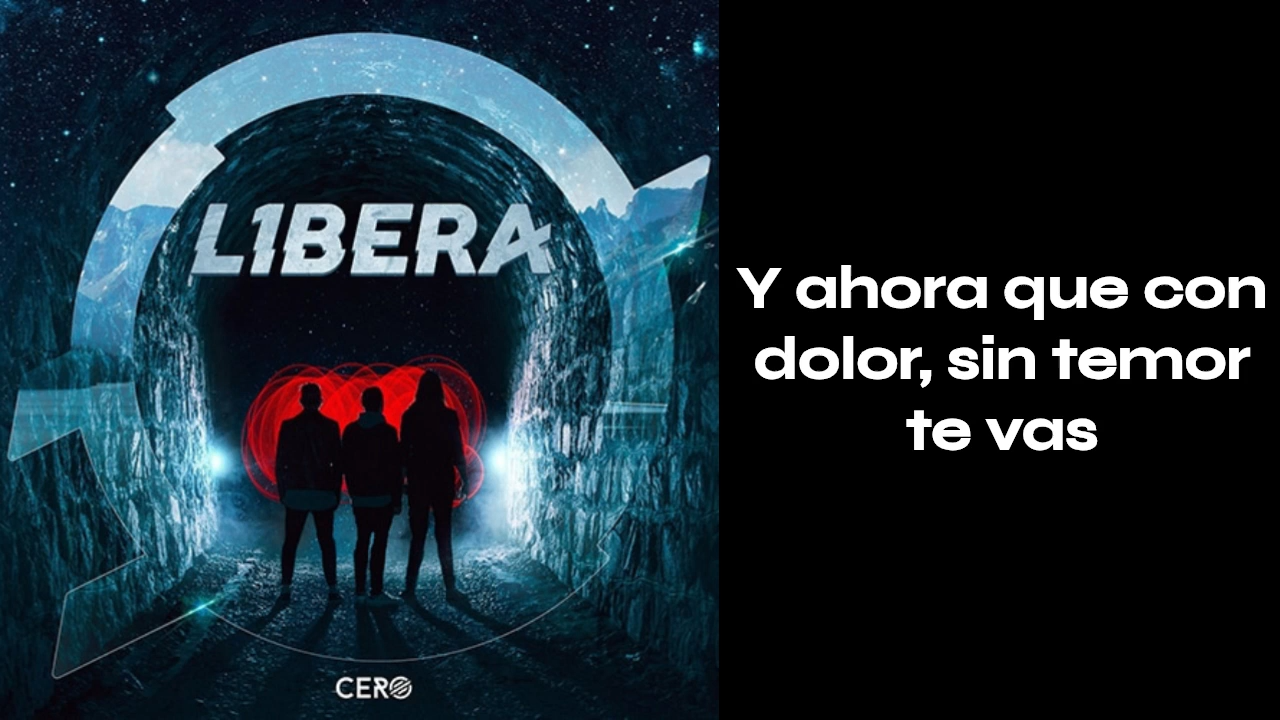 L1BERA
CERO
Y ahora que con
dolor, sin temor
te vas